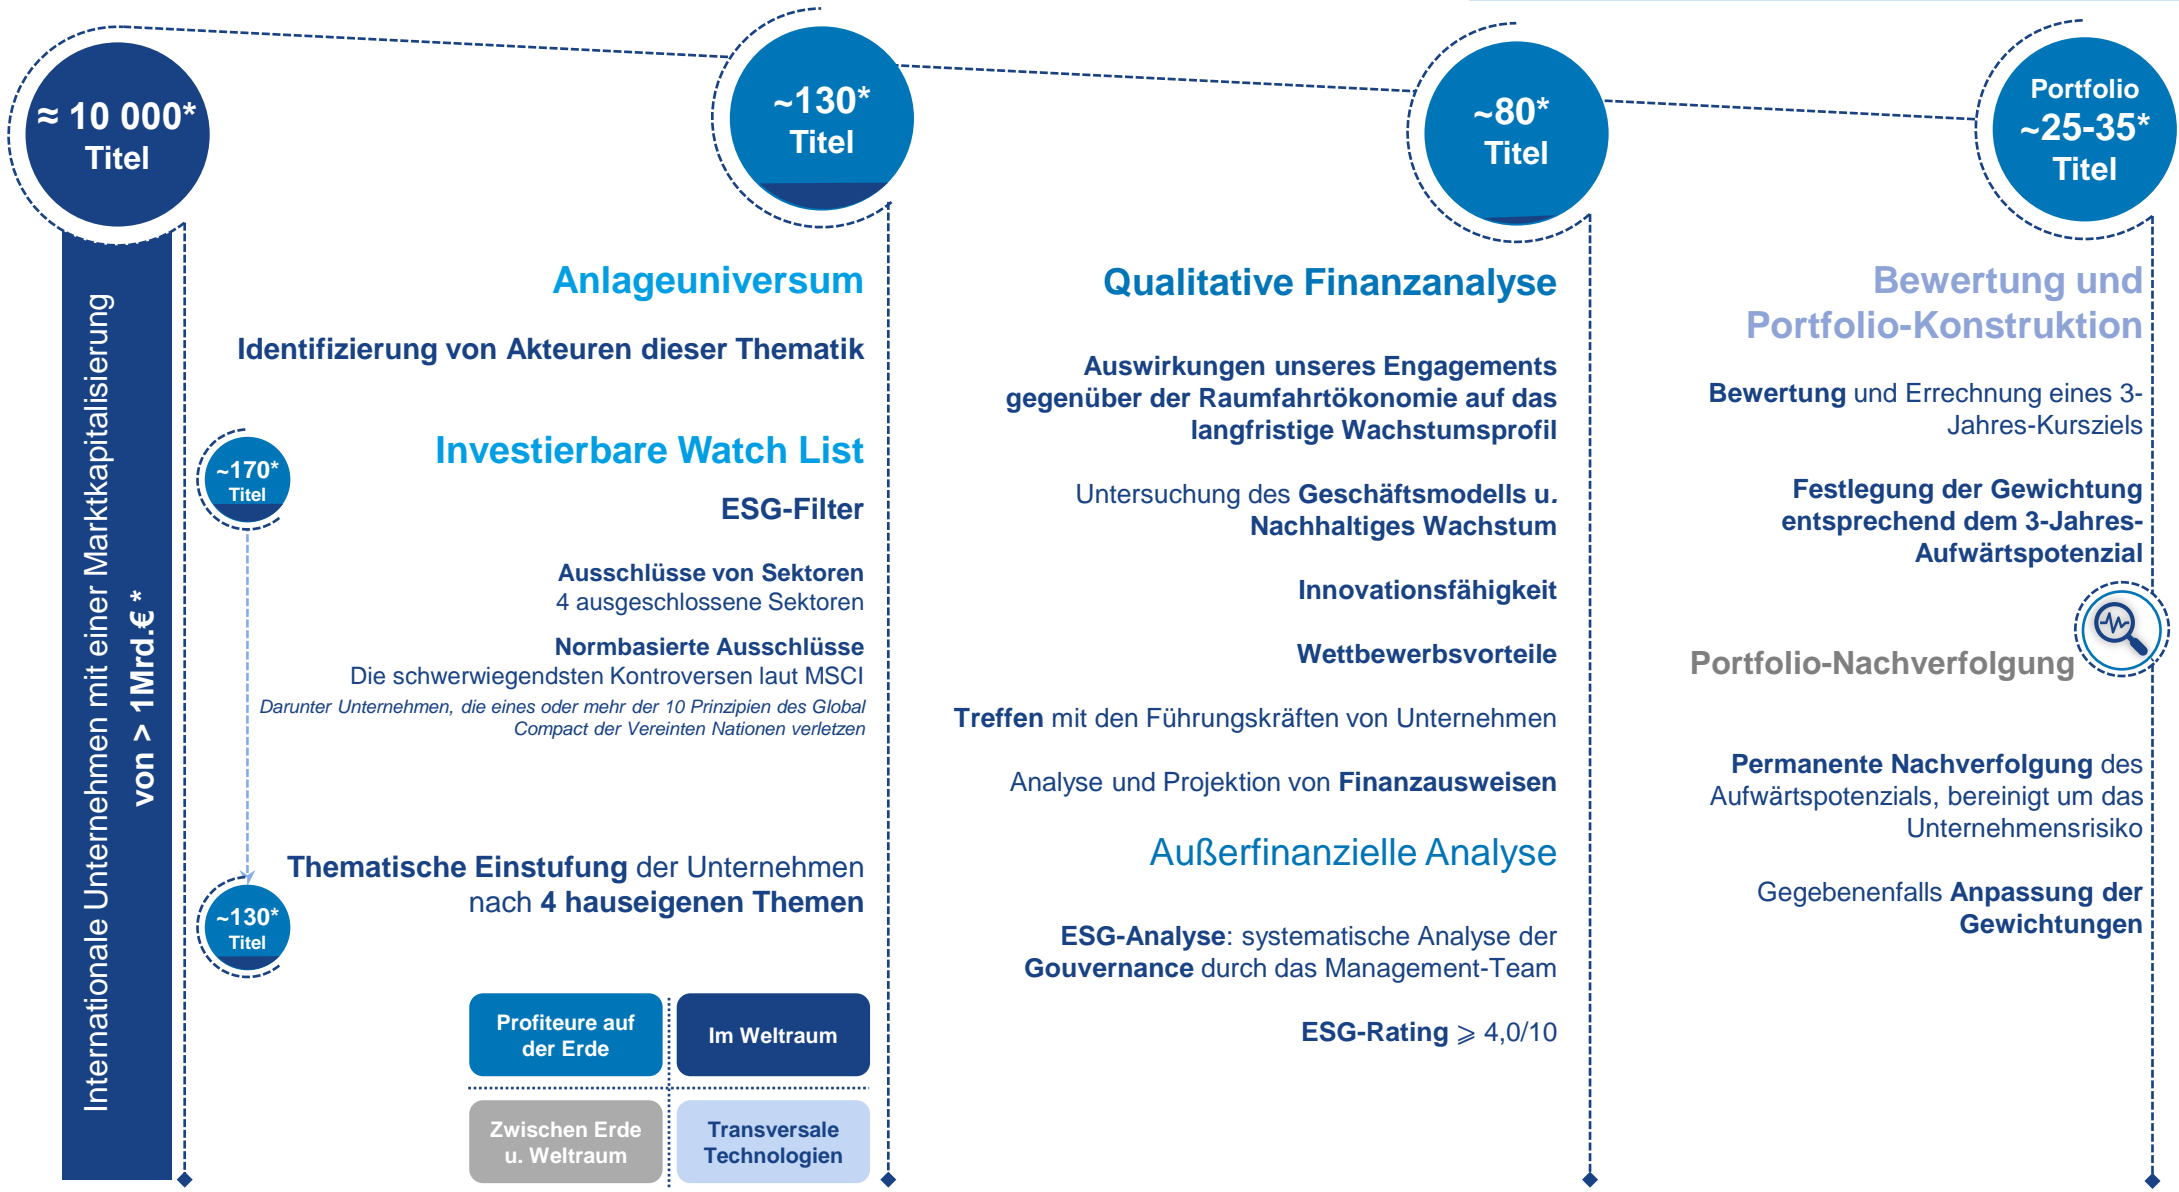 ≈ 10 000*
Titel
Internationale Unternehmen mit einer Marktkapitalisierung
von > 1Mrd.€ *
~130*
Titel
Anlageuniversum
Identifizierung von Akteuren dieser Thematik
~170*
Titel
Investierbare Watch List
ESG-Filter
Ausschlüsse von Sektoren
4 ausgeschlossene Sektoren
Normbasierte Ausschlüsse
Die schwerwiegendsten Kontroversen laut MSCI
Darunter Unternehmen, die eines oder mehr der 10 Prinzipien des Global
Compact der Vereinten Nationen verletzen
~130*
Titel
Thematische Einstufung der Unternehmen
nach 4 hauseigenen Themen
Profiteure auf
der Erde
Im Weltraum
Zwischen Erde
u. Weltraum
Transversale
Technologien
~80*
Titel
Qualitative Finanzanalyse
Auswirkungen unseres Engagements
gegenüber der Raumfahrtökonomie auf das
langfristige Wachstumsprofil
Untersuchung des Geschäftsmodells u.
Nachhaltiges Wachstum
Innovationsfähigkeit
Wettbewerbsvorteile
Treffen mit den Führungskräften von Unternehmen
Analyse und Projektion von Finanzausweisen
Außerfinanzielle Analyse
ESG-Analyse: systematische Analyse der
Gouvernance durch das Management-Team
ESG-Rating ⩾ 4,0/10
Portfolio
~25-35*
Titel
Bewertung und
Portfolio-Konstruktion
Bewertung und Errechnung eines 3-
Jahres-Kursziels
Festlegung der Gewichtung
entsprechend dem 3-Jahres-
Aufwärtspotenzial
Portfolio-Nachverfolgung
Permanente Nachverfolgung des
Aufwärtspotenzials, bereinigt um das
Unternehmensrisiko
Gegebenenfalls Anpassung der
Gewichtungen